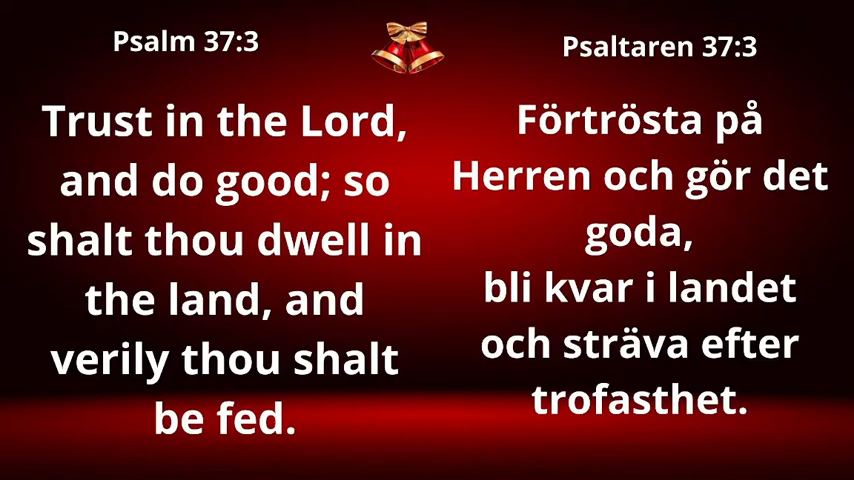 Psalm 37:3
Trust in the Lord,
and do good; so
shalt thou dwell in
the land, and
verily thou shalt
be fed.
Psaltaren 37:3
Förtrösta på
Herren och gör det
goda,
bli kvar i landet
och sträva efter
trofasthet.